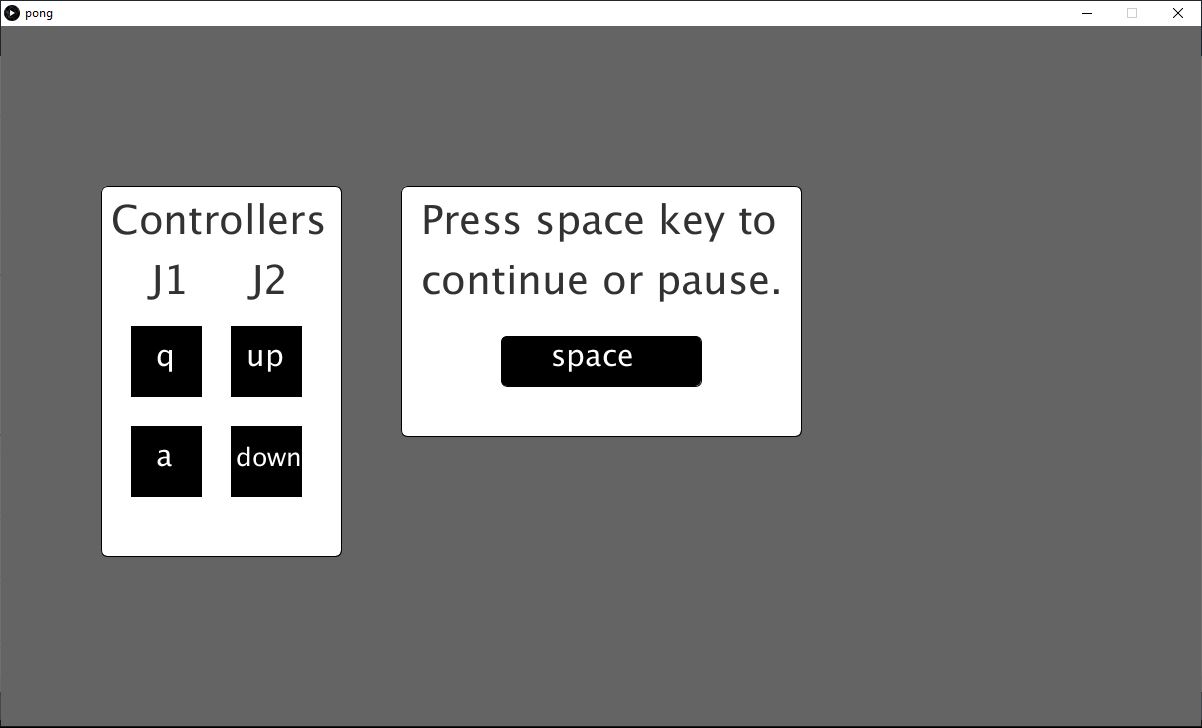 pong
Controllers
J1 J2
q up
a down
Press space key to
continue or pause.
space